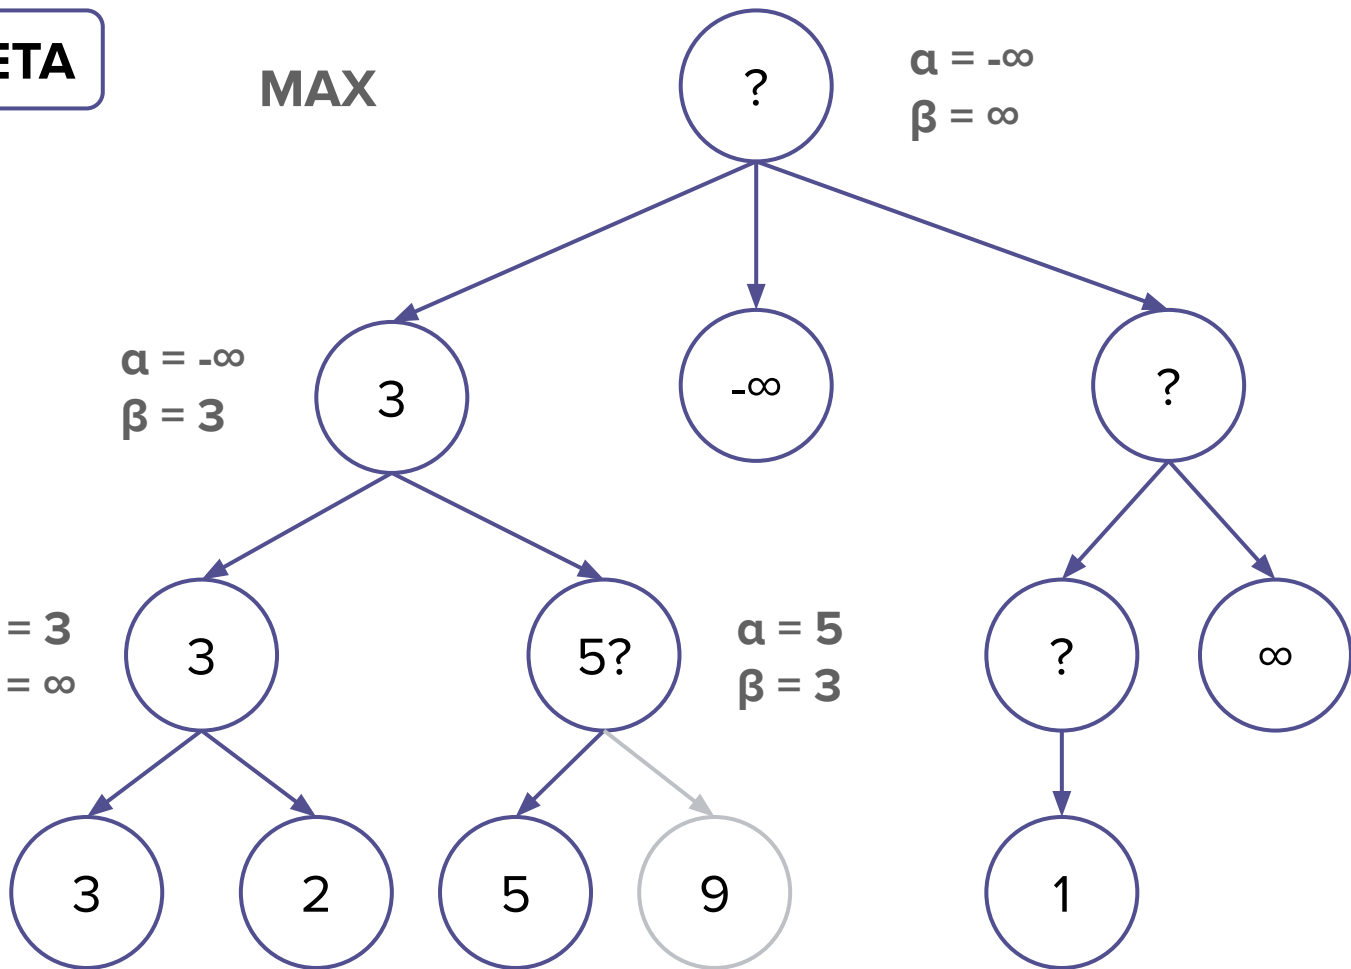 ETA
MAX
?
α = -∞
β = ∞
α = -∞
β = 3
3
-∞
?
= 3
= ∞
3
5?
α = 5
β = 3
?
∞
3
2
5
9
1